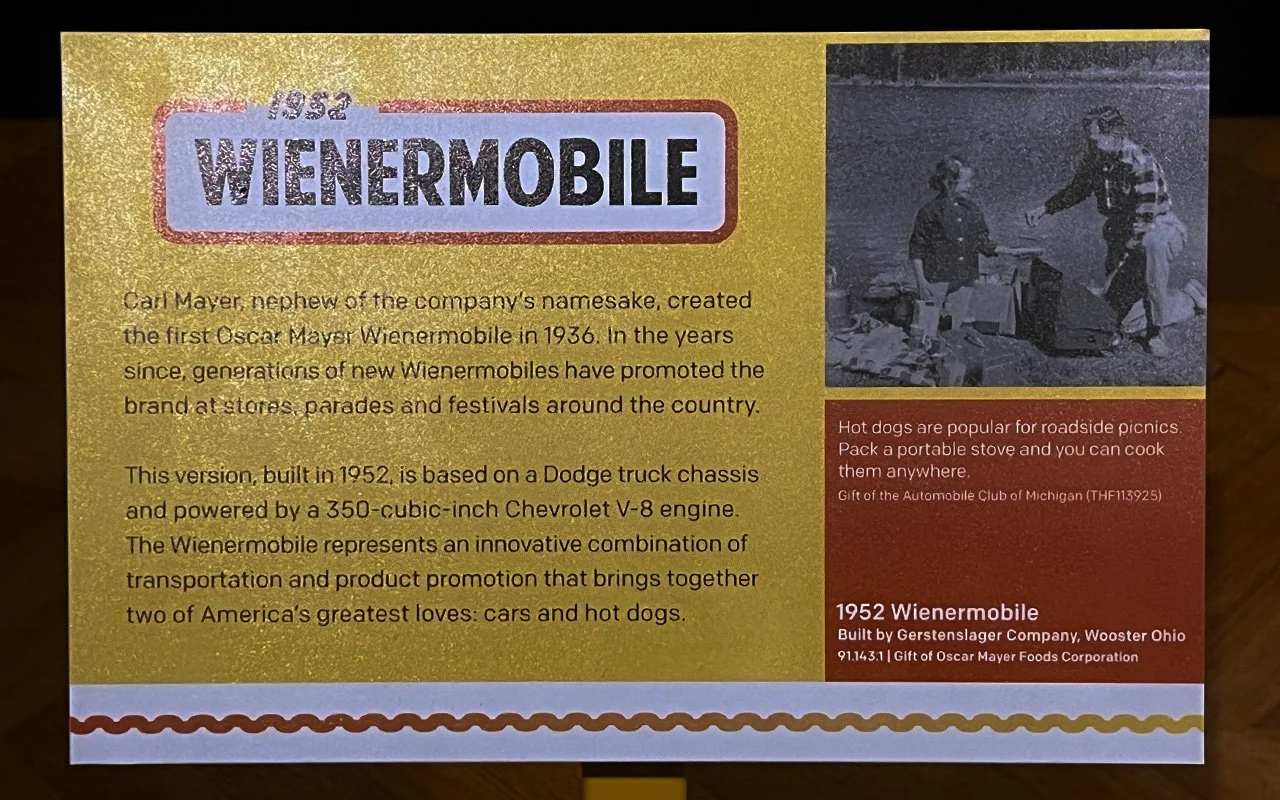 1952
WIENERMOBILE
Carl Mayer, nephew of the company's namesake, created
the first Oscar Mayer Wienermobile in 1936. In the years
since, generations of new Wienermobiles have promoted the
brand at stores, parades and festivals around the country.
This version, built in 1952, is based on a Dodge truck chassis
and powered by a 350-cubic-inch Chevrolet V-8 engine.
The Wienermobile represents an innovative combination of
transportation and product promotion that brings together
two of America's greatest loves: cars and hot dogs.
Hot dogs are popular for roadside picnics.
Pack a portable stove and you can cook
them anywhere.
Gift of the Automobile Club of Michigan (THF113925)
1952 Wienermobile
Built by Gerstenslager Company, Wooster Ohio
91.143.1 | Gift of Oscar Mayer Foods Corporation